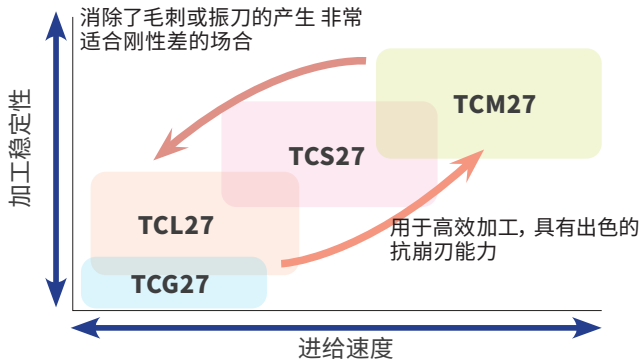 消除了毛刺或振刀的产生 非常
适合刚性差的场合
TCM27
TCS27
TCL27
用于高效加工，具有出色的
抗崩刃能力
TCG27
加工稳定性
进给速度